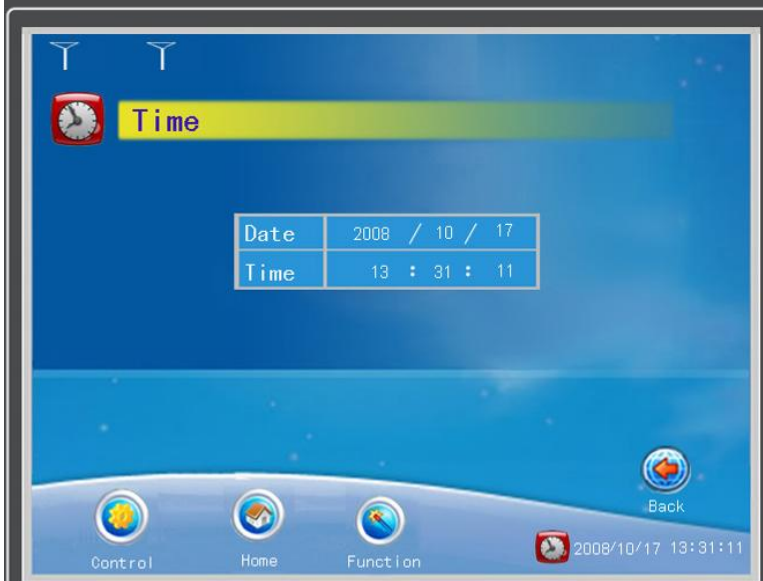 Time
Date 2008 / 10 / 17
Time 13 : 31 : 11
Back
Control Home Function
2008/10/17 13:31:11